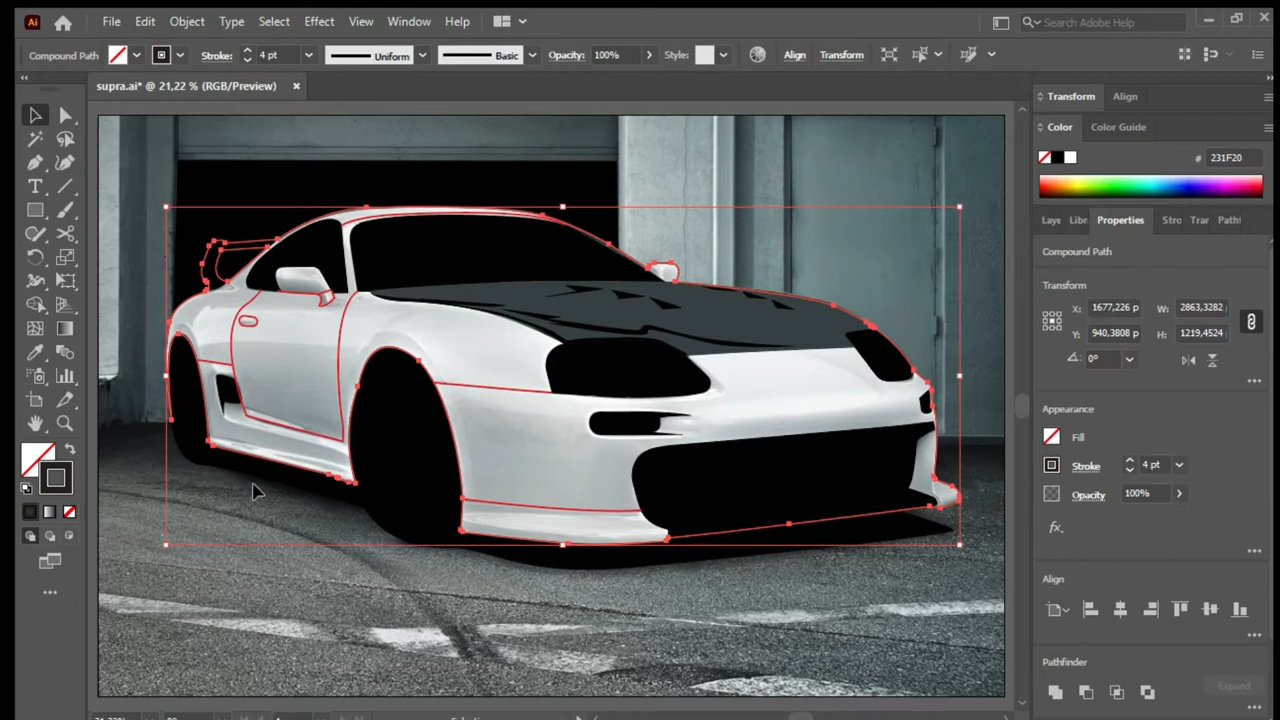 Ai File Edit Object Type Select Effect View Window Help Search Adobe Help
Compound Path Stroke: 4 pt Uniform Basic Opacity: 100% Style: Align Transform
supra.ai* @ 21,22 % (RGB/Preview)
Transform Align
Color Color Guide
# 231F20
Laye Libr Properties Stro Trar Pathf
Compound Path
Transform
X: 1677,226 p W: 2863,3282
Y: 940,3808 p H: 1219,4524
0°
Appearance
Fill
Stroke 4 pt
Opacity 100%
fx.
Align
Pathfinder
Expand